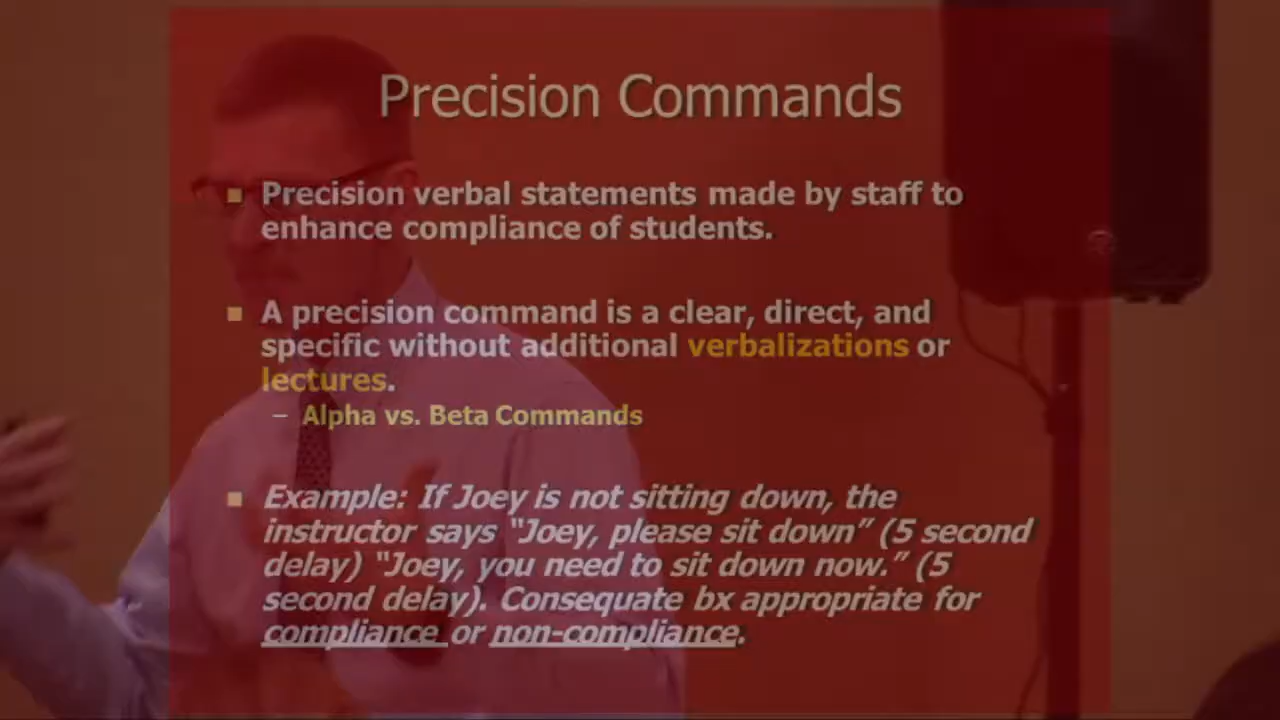 Precision Commands
Precision verbal statements made by staff to
enhance compliance of students.
A precision command is a clear, direct, and
specific without additional verbalizations or
lectures.
– Alpha vs. Beta Commands
Example: If Joey is not sitting down, the
instructor says “Joey, please sit down” (5 second
delay) “Joey, you need to sit down now.” (5
second delay). Consequate bx appropriate for
compliance or non-compliance.